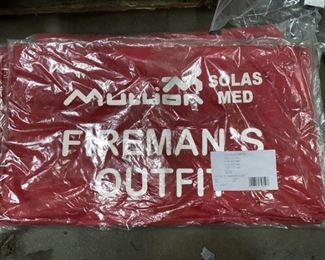 Mullion SOLAS
MED
FIREMAN'S
OUTFIT